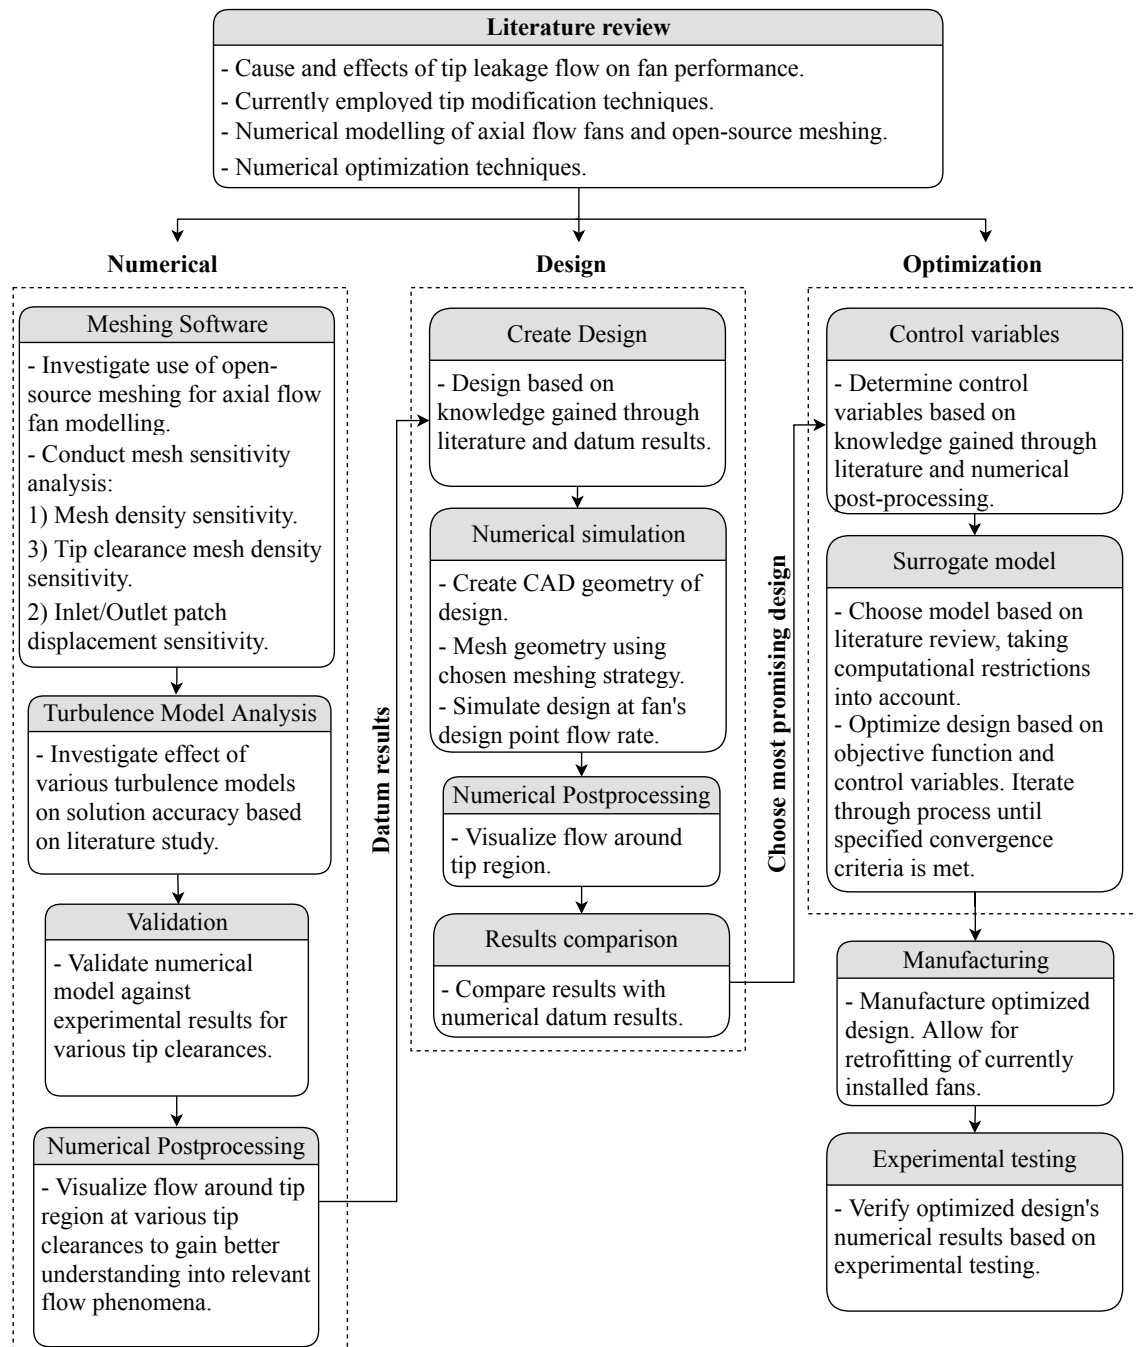 Literature review
- Cause and effects of tip leakage flow on fan performance.
- Currently employed tip modification techniques.
- Numerical modelling of axial flow fans and open-source meshing.
- Numerical optimization techniques.
Numerical
Meshing Software
- Investigate use of open-
source meshing for axial flow
fan modelling.
- Conduct mesh sensitivity
analysis:
1) Mesh density sensitivity.
3) Tip clearance mesh density
sensitivity.
2) Inlet/Outlet patch
displacement sensitivity.
Turbulence Model Analysis
- Investigate effect of
various turbulence models
on solution accuracy based
on literature study.
Validation
- Validate numerical
model against
experimental results for
various tip clearances.
Numerical Postprocessing
- Visualize flow around tip
region at various tip
clearances to gain better
understanding into relevant
flow phenomena.
Datum results
Design
Create Design
- Design based on
knowledge gained through
literature and datum results.
Numerical simulation
- Create CAD geometry of
design.
- Mesh geometry using
chosen meshing strategy.
- Simulate design at fan's
design point flow rate.
Numerical Postprocessing
- Visualize flow around
tip region.
Results comparison
- Compare results with
numerical datum results.
Choose most promising design
Optimization
Control variables
- Determine control
variables based on
knowledge gained through
literature and numerical
post-processing.
Surrogate model
- Choose model based on
literature review, taking
computational restrictions
into account.
- Optimize design based on
objective function and
control variables. Iterate
through process until
specified convergence
criteria is met.
Manufacturing
- Manufacture optimized
design. Allow for
retrofitting of currently
installed fans.
Experimental testing
- Verify optimized design's
numerical results based on
experimental testing.